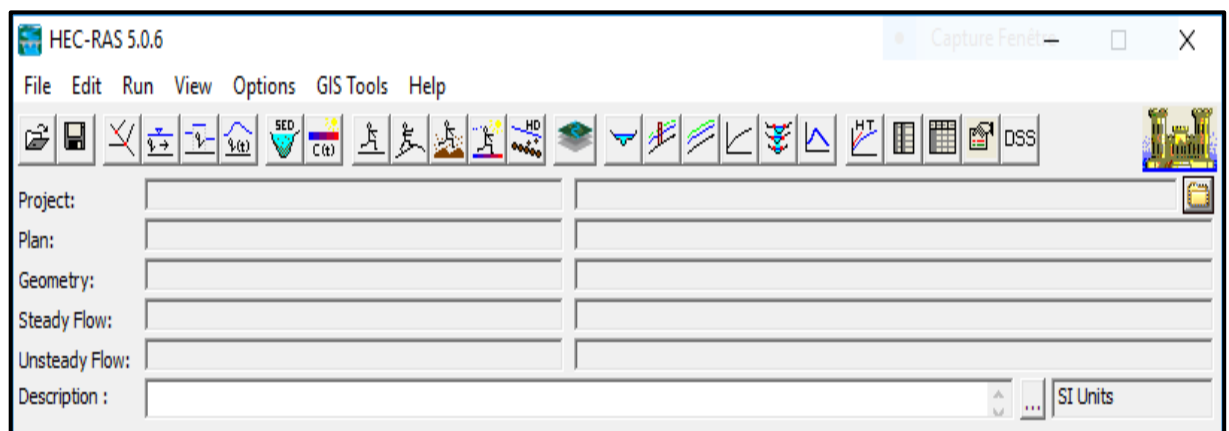 HEC-RAS 5.0.6
Capture Fenêtre
File Edit Run View Options GIS Tools Help
SED C(t) HD HT DSS
Project:
Plan:
Geometry:
Steady Flow:
Unsteady Flow:
Description : ... SI Units